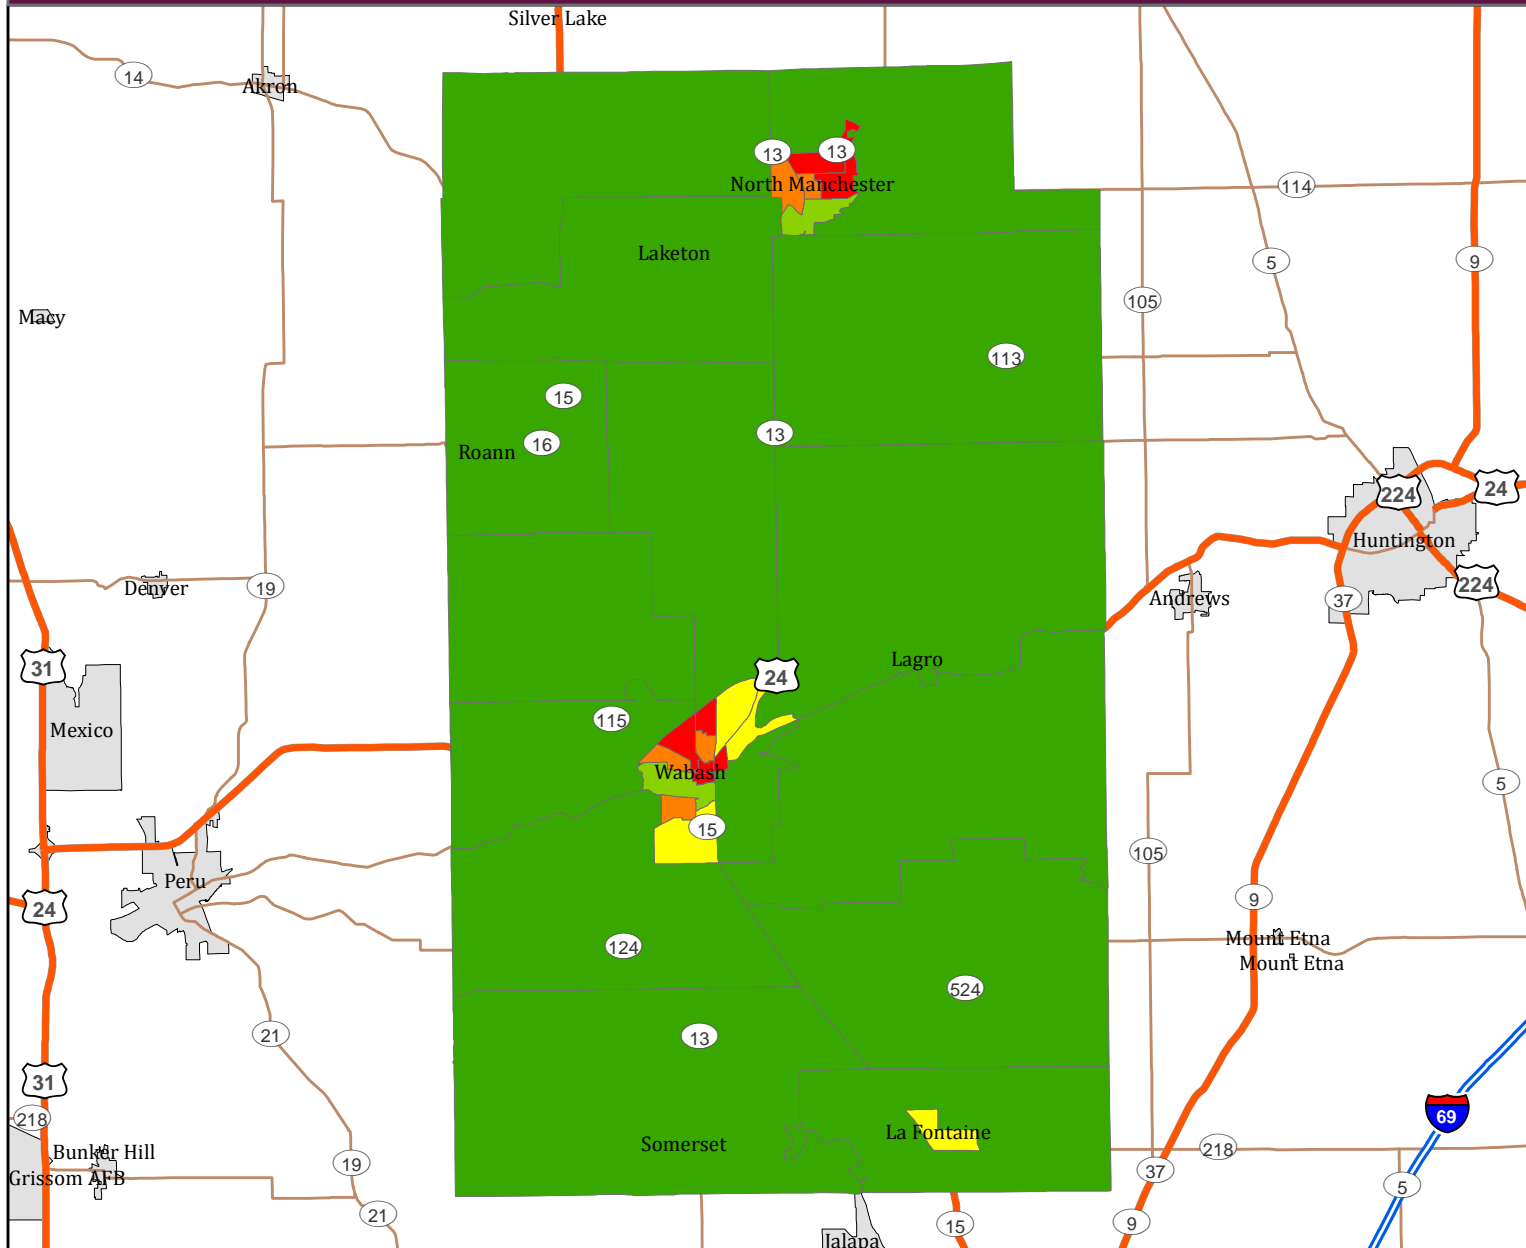 Silver Lake
14
Akron
13
13
North Manchester
114
Laketon
5
9
105
Macy
113
15
13
16
Roann
224
24
Huntington
224
Denver
19
Andrews
37
31
Lagro
24
115
Mexico
Wabash
5
15
105
Peru
24
9
124
Mount Etna
Mount Etna
524
21
13
31
69
218
La Fontaine
Somerset
218
Bunker Hill
19
37
Grissom AFB
5
21
15
9
Jalapa